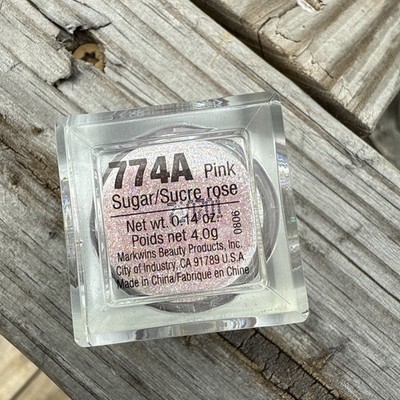 774A Pink
Sugar/Sucre rose
Net wt. 0.14 oz.
Poids net 4.0g
Markwins Beauty Products, Inc.
City of Industry, CA 91789 U.S.A
Made in China/Fabriqué en Chine
0806